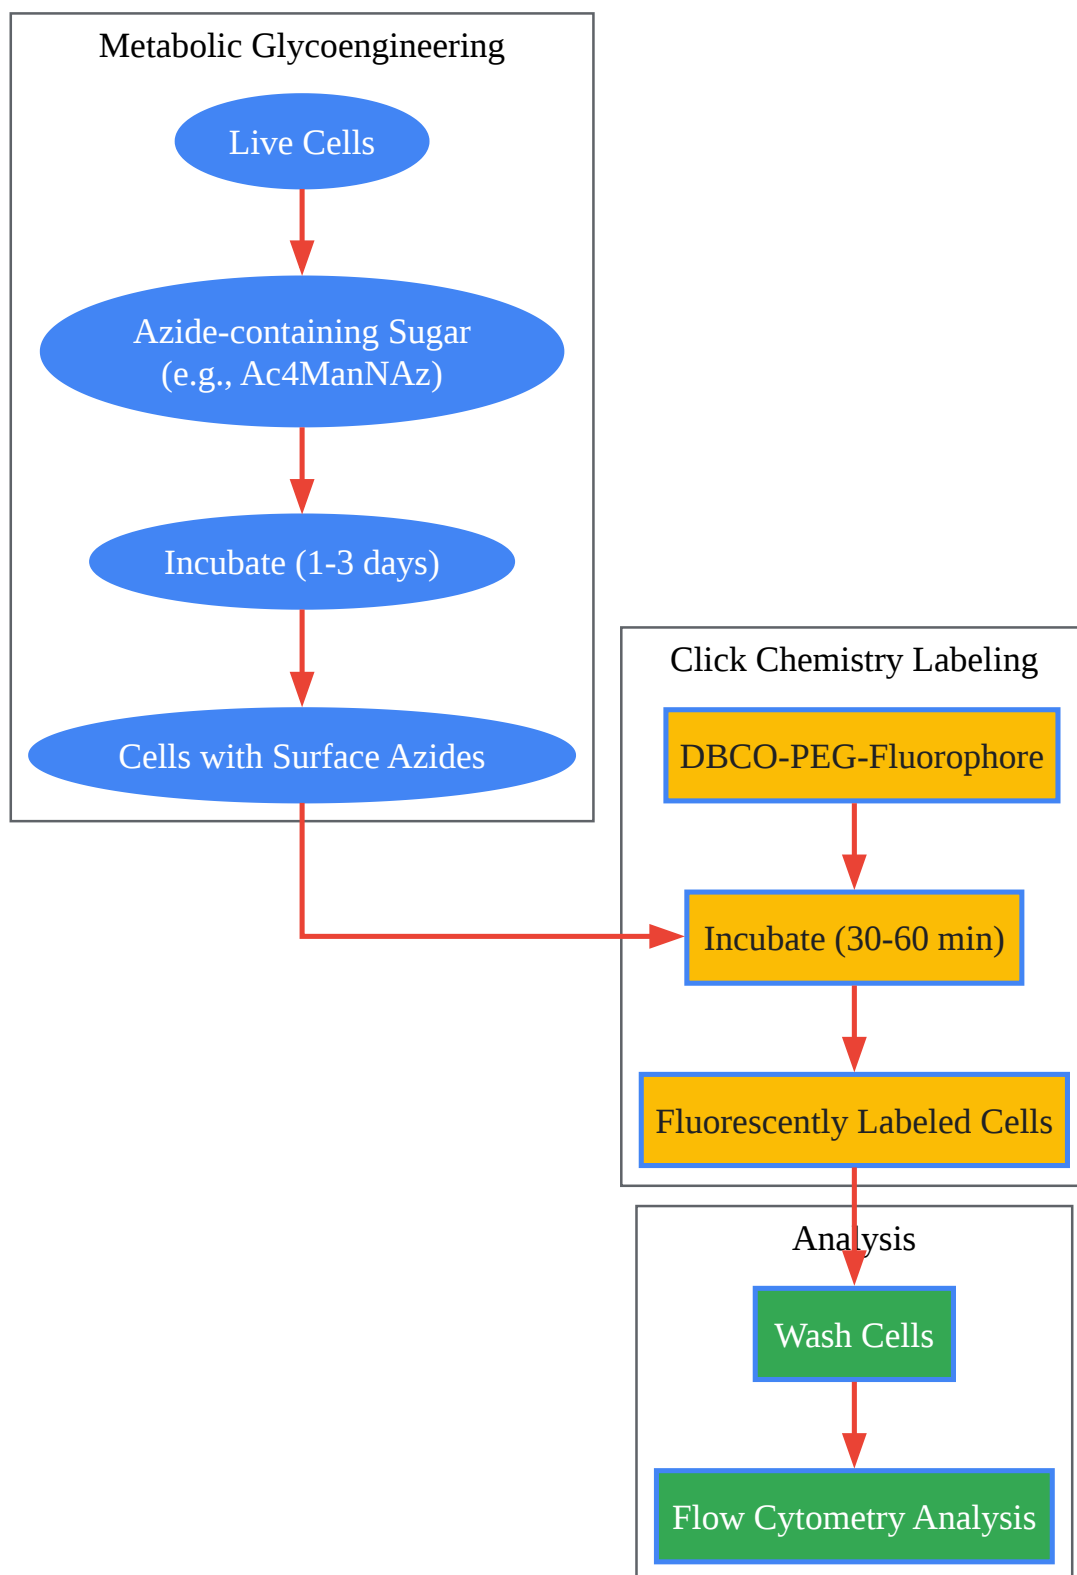 Metabolic Glycoengineering
Live Cells
Azide-containing Sugar
(e.g., Ac4ManNAz)
Incubate (1-3 days)
Cells with Surface Azides
Click Chemistry Labeling
DBCO-PEG-Fluorophore
Incubate (30-60 min)
Fluorescently Labeled Cells
Analysis
Wash Cells
Flow Cytometry Analysis